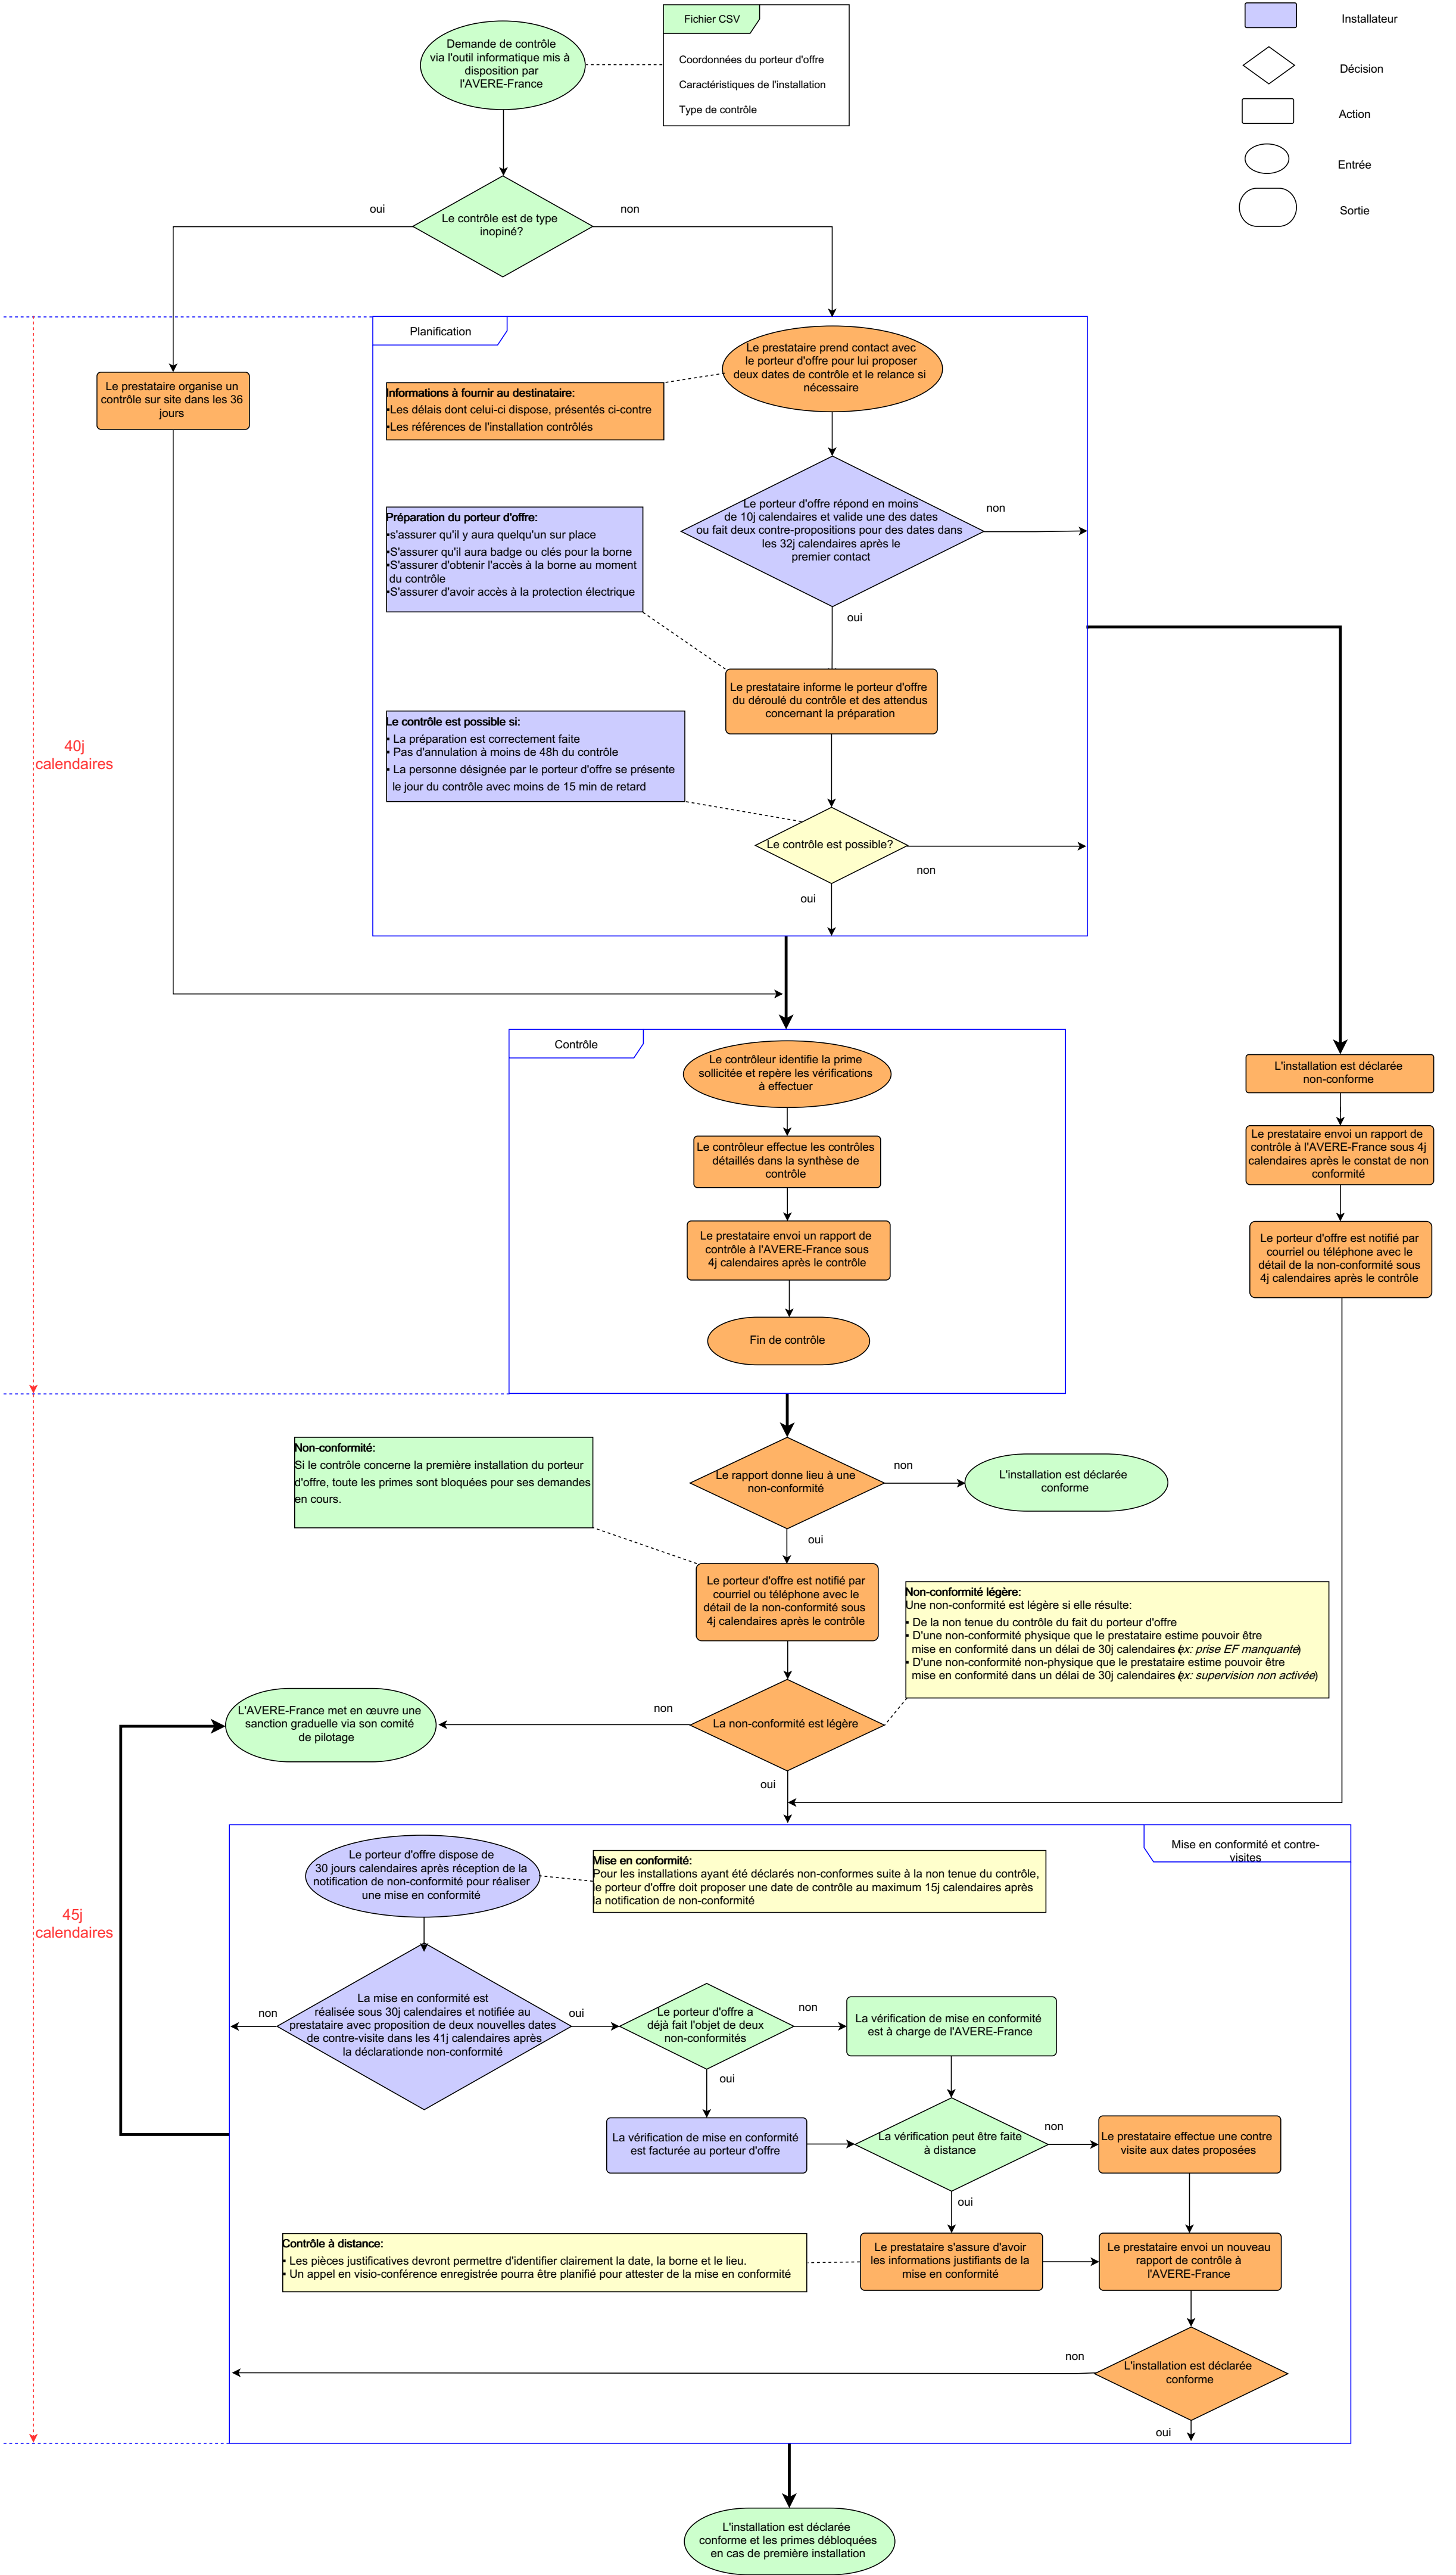 Fichier CSV
Coordonnées du porteur d'offre
Caractéristiques de l'installation
Type de contrôle
Installateur
Décision
Action
Entrée
Sortie
Demande de contrôle
via l'outil informatique mis à
disposition par
l'AVERE-France
Le contrôle est de type
inopiné?
oui
non
Planification
Le prestataire organise un
contrôle sur site dans les 36
jours
Le prestataire prend contact avec
le porteur d'offre pour lui proposer
deux dates de contrôle et le relance si
nécessaire
Informations à fournir au destinataire:
•Les délais dont celui-ci dispose, présentés ci-contre
•Les références de l'installation contrôlés
Le porteur d'offre répond en moins
de 10j calendaires et valide une des dates
ou fait deux contre-propositions pour des dates dans
les 32j calendaires après le
premier contact
non
oui
Préparation du porteur d'offre:
•s'assurer qu'il y aura quelqu'un sur place
•S'assurer qu'il aura badge ou clés pour la borne
•S'assurer d'obtenir l'accès à la borne au moment
du contrôle
•S'assurer d'avoir accès à la protection électrique
Le prestataire informe le porteur d'offre
du déroulé du contrôle et des attendus
concernant la préparation
Le contrôle est possible si:
• La préparation est correctement faite
• Pas d'annulation à moins de 48h du contrôle
• La personne désignée par le porteur d'offre se présente
le jour du contrôle avec moins de 15 min de retard
40j
calendaires
Le contrôle est possible?
non
oui
Contrôle
Le contrôleur identifie la prime
sollicitée et repère les vérifications
à effectuer
Le contrôleur effectue les contrôles
détaillés dans la synthèse de
contrôle
Le prestataire envoi un rapport de
contrôle à l'AVERE-France sous
4j calendaires après le contrôle
Fin de contrôle
L'installation est déclarée
non-conforme
Le prestataire envoi un rapport de
contrôle à l'AVERE-France sous 4j
calendaires après le constat de non
conformité
Le porteur d'offre est notifié par
courriel ou téléphone avec le
détail de la non-conformité sous
4j calendaires après le contrôle
Non-conformité:
Si le contrôle concerne la première installation du porteur
d'offre, toute les primes sont bloquées pour ses demandes
en cours.
Le rapport donne lieu à une
non-conformité
non
oui
L'installation est déclarée
conforme
Le porteur d'offre est notifié par
courriel ou téléphone avec le
détail de la non-conformité sous
4j calendaires après le contrôle
Non-conformité légère:
Une non-conformité est légère si elle résulte:
• De la non tenue du contrôle du fait du porteur d'offre
• D'une non-conformité physique que le prestataire estime pouvoir être
mise en conformité dans un délai de 30j calendaires (ex: prise EF manquante)
• D'une non-conformité non-physique que le prestataire estime pouvoir être
mise en conformité dans un délai de 30j calendaires (ex: supervision non activée)
La non-conformité est légère
non
oui
L'AVERE-France met en œuvre une
sanction graduelle via son comité
de pilotage
Mise en conformité et contre-
visites
Le porteur d'offre dispose de
30 jours calendaires après réception de la
notification de non-conformité pour réaliser
une mise en conformité
Mise en conformité:
Pour les installations ayant été déclarés non-conformes suite à la non tenue du contrôle,
le porteur d'offre doit proposer une date de contrôle au maximum 15j calendaires après
la notification de non-conformité
45j
calendaires
La mise en conformité est
réalisée sous 30j calendaires et notifiée au
prestataire avec proposition de deux nouvelles dates
de contre-visite dans les 41j calendaires après
la déclarationde non-conformité
non
oui
Le porteur d'offre a
déjà fait l'objet de deux
non-conformités
non
oui
La vérification de mise en conformité
est à charge de l'AVERE-France
La vérification de mise en conformité
est facturée au porteur d'offre
La vérification peut être faite
à distance
non
oui
Le prestataire effectue une contre
visite aux dates proposées
Contrôle à distance:
• Les pièces justificatives devront permettre d'identifier clairement la date, la borne et le lieu.
• Un appel en visio-conférence enregistrée pourra être planifié pour attester de la mise en conformité
Le prestataire s'assure d'avoir
les informations justifiants de la
mise en conformité
Le prestataire envoi un nouveau
rapport de contrôle à
l'AVERE-France
L'installation est déclarée
conforme
non
oui
L'installation est déclarée
conforme et les primes débloquées
en cas de première installation